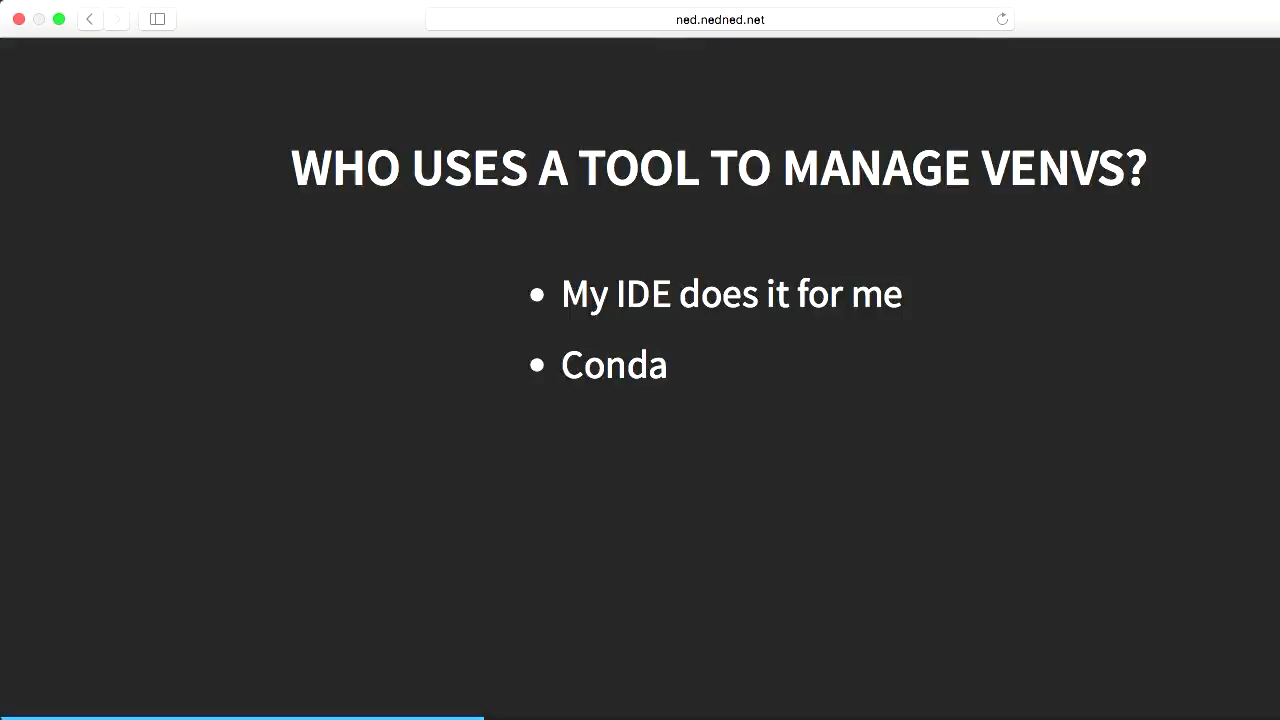 ned.nedned.net
WHO USES A TOOL TO MANAGE VENVS?
• My IDE does it for me
• Conda